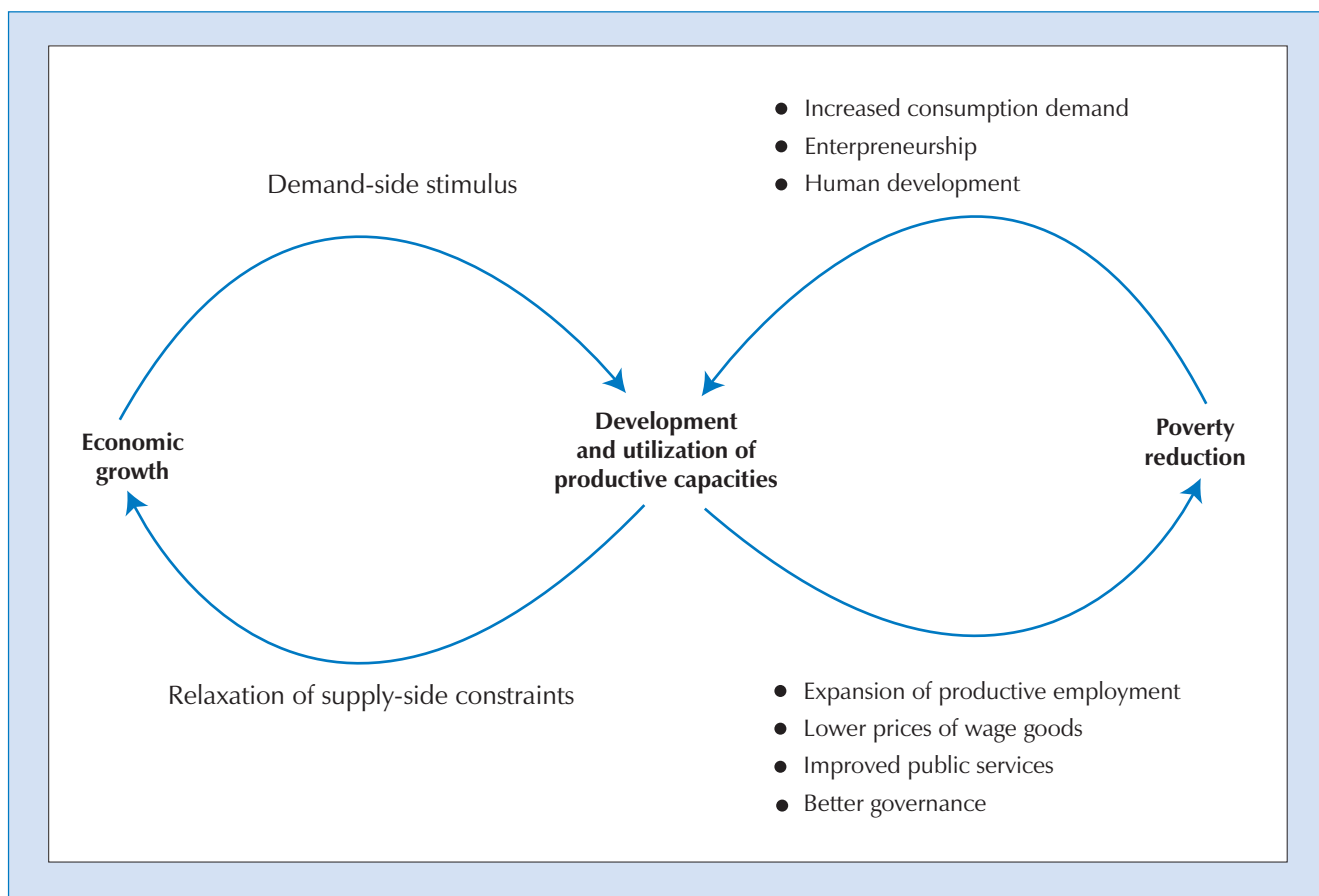 ● Increased consumption demand
● Enterpreneurship
● Human development
Demand-side stimulus
Economic
growth
Development
and utilization of
productive capacities
Poverty
reduction
Relaxation of supply-side constraints
● Expansion of productive employment
● Lower prices of wage goods
● Improved public services
● Better governance